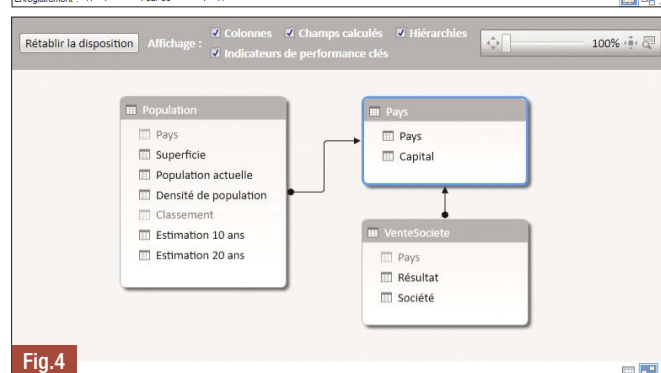 Rétablir la disposition
Affichage :
Colonnes Champs calculés Hiérarchies
Indicateurs de performance clés
100%
Population
Pays
Superficie
Population actuelle
Densité de population
Classement
Estimation 10 ans
Estimation 20 ans
Pays
Pays
Capital
VenteSociete
Pays
Résultat
Société
Fig.4